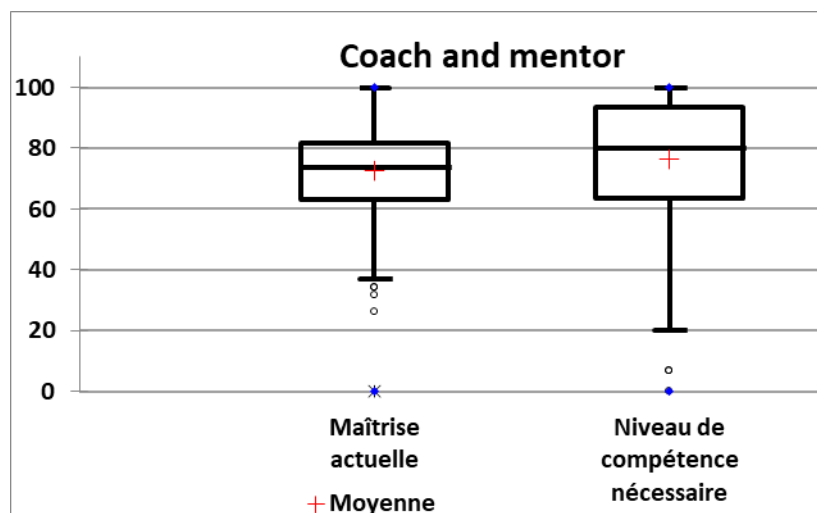 Coach and mentor
100
80
60
40
20
0
Maîtrise
actuelle
Niveau de
compétence
nécessaire
Moyenne